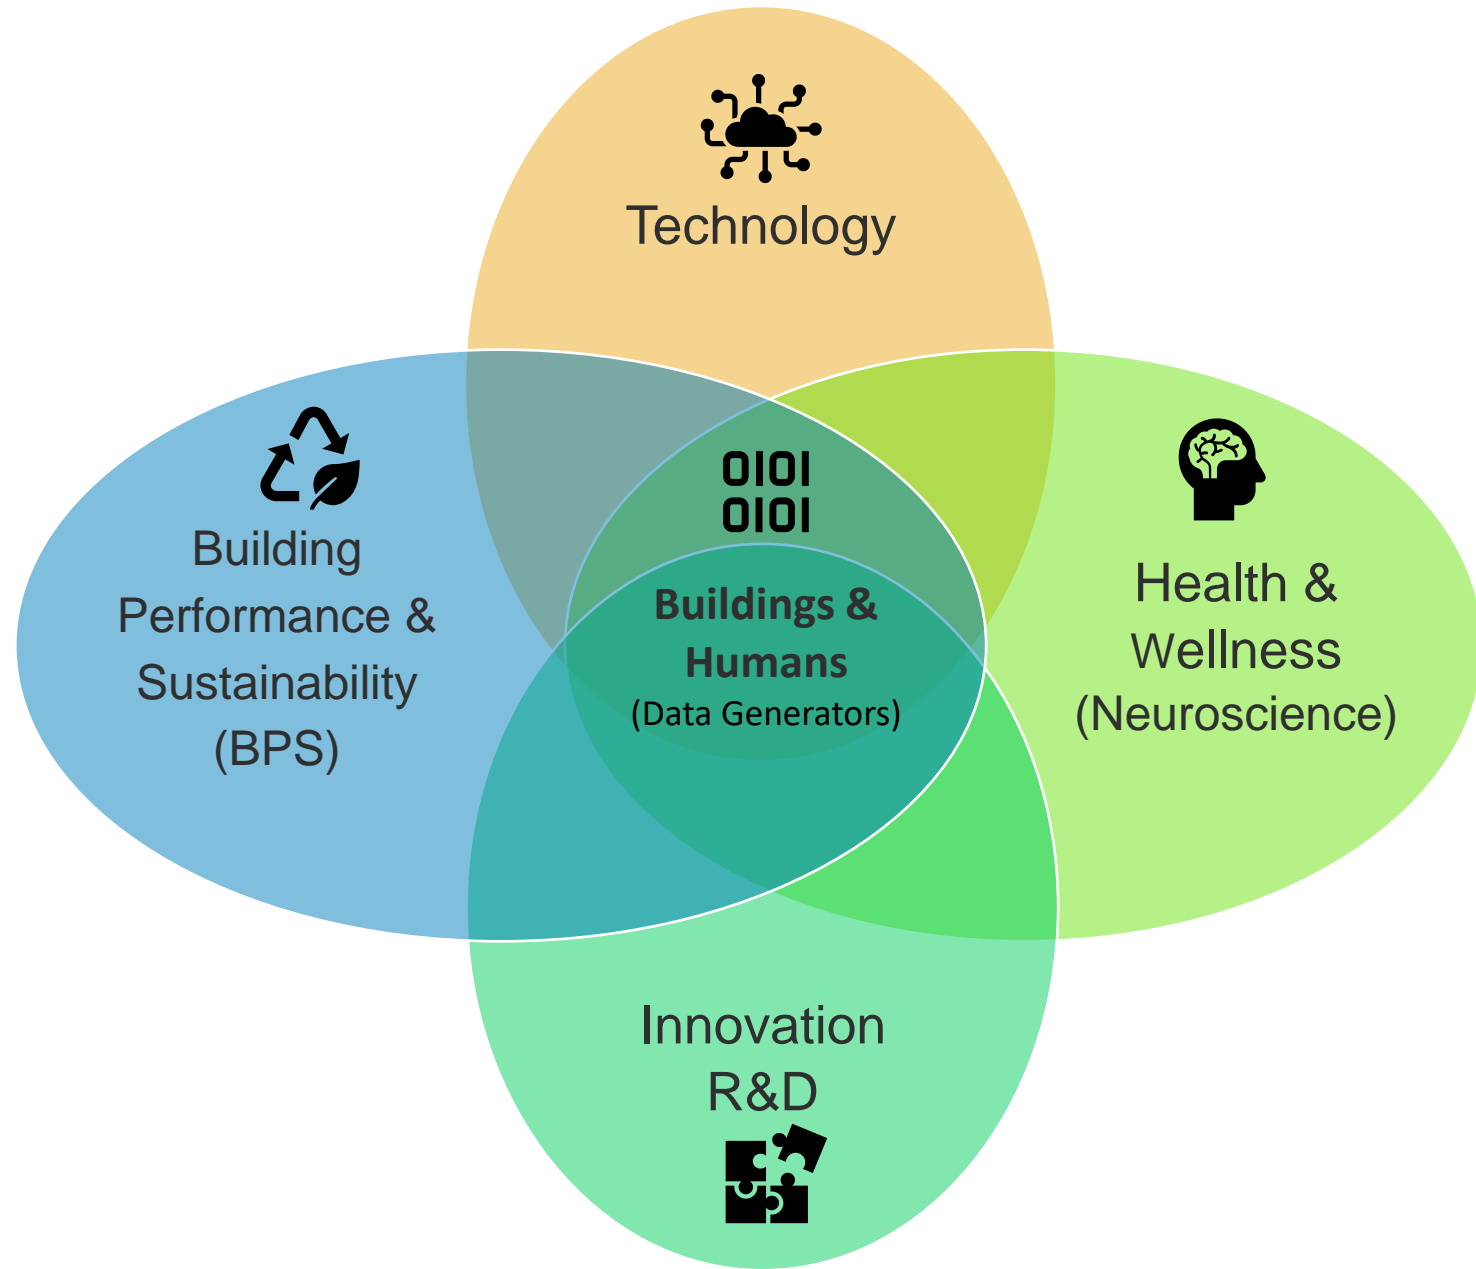 Technology
Building
Performance &
Sustainability
(BPS)
0101
0101
Buildings &
Humans
(Data Generators)
Health &
Wellness
(Neuroscience)
Innovation
R&D